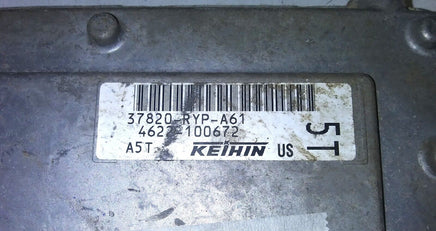 37820-RYP-A61
4622-100672
A5T
KEIHIN US
5T